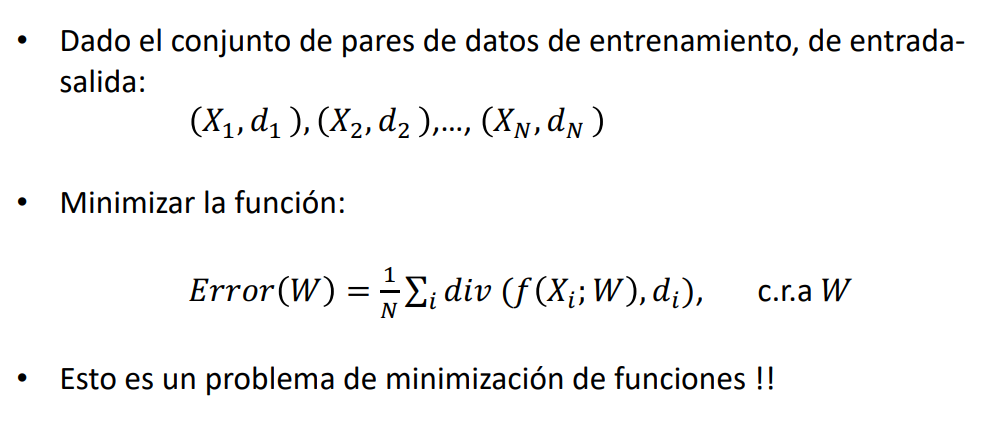 • Dado el conjunto de pares de datos de entrenamiento, de entrada-
salida:
(X₁, d₁ ), (X₂, d₂ ),..., (X_N, d_N )
• Minimizar la función:
Error(W) = 1/N ∑ᵢ div (f(Xᵢ; W), dᵢ), c.r.a W
• Esto es un problema de minimización de funciones !!